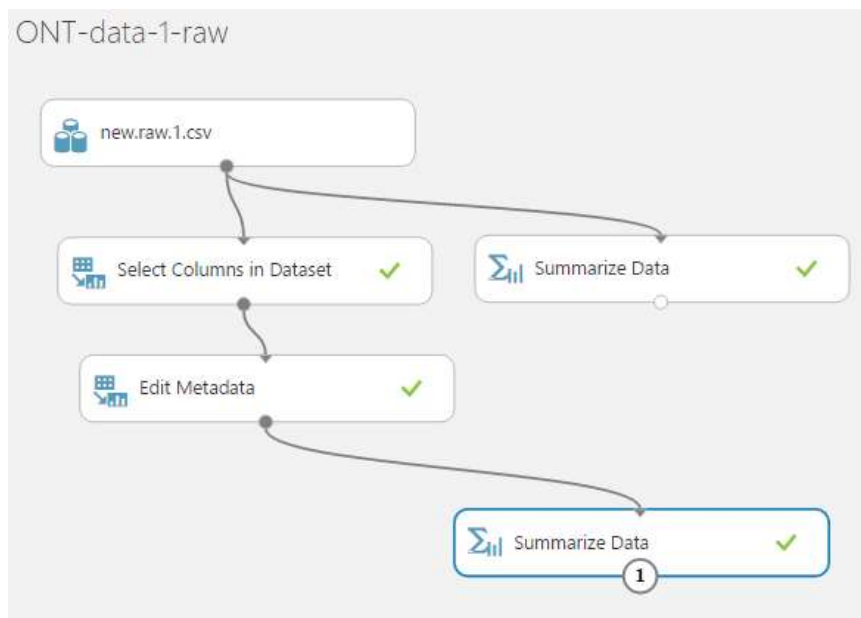 ONT-data-1-raw
new.raw.1.csv
Select Columns in Dataset
Summarize Data
Edit Metadata
Summarize Data
1